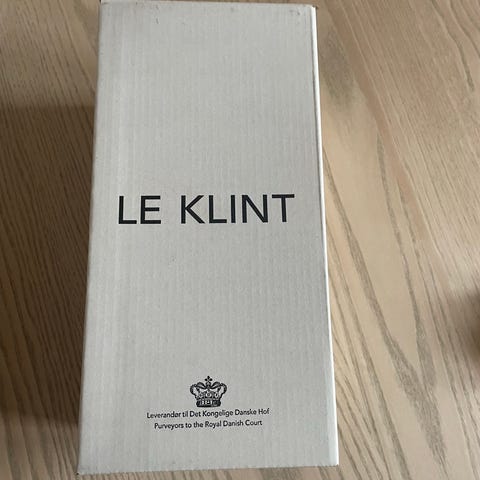 LE KLINT
Leverandør til Det Kongelige Danske Hof
Purveyors to the Royal Danish Court